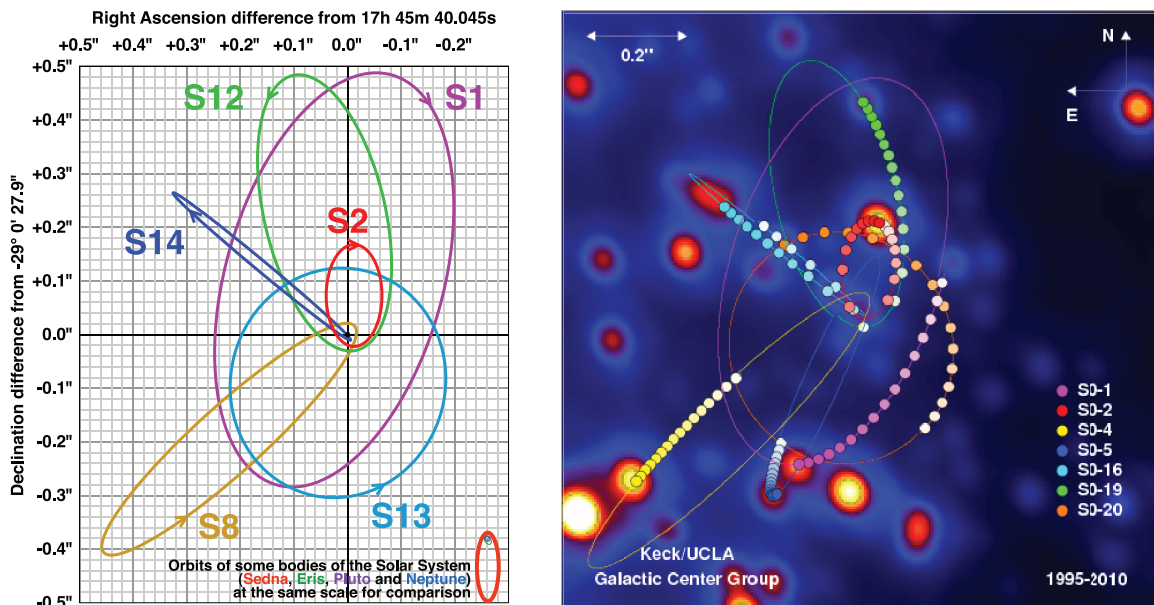 Right Ascension difference from 17h 45m 40.045s
+0.5" +0.4" +0.3" +0.2" +0.1" 0.0" -0.1" -0.2"
Declination difference from -29° 0' 27.9"
+0.5"
+0.4"
+0.3"
+0.2"
+0.1"
0.0"
-0.1"
-0.2"
-0.3"
-0.4"
-0.5"
S12
S1
S2
S14
S13
S8
Orbits of some bodies of the Solar System
(Sedna, Eris, Pluto and Neptune)
at the same scale for comparison
0.2"
N
E
S0-1
S0-2
S0-4
S0-5
S0-16
S0-19
S0-20
Keck/UCLA
Galactic Center Group
1995-2010